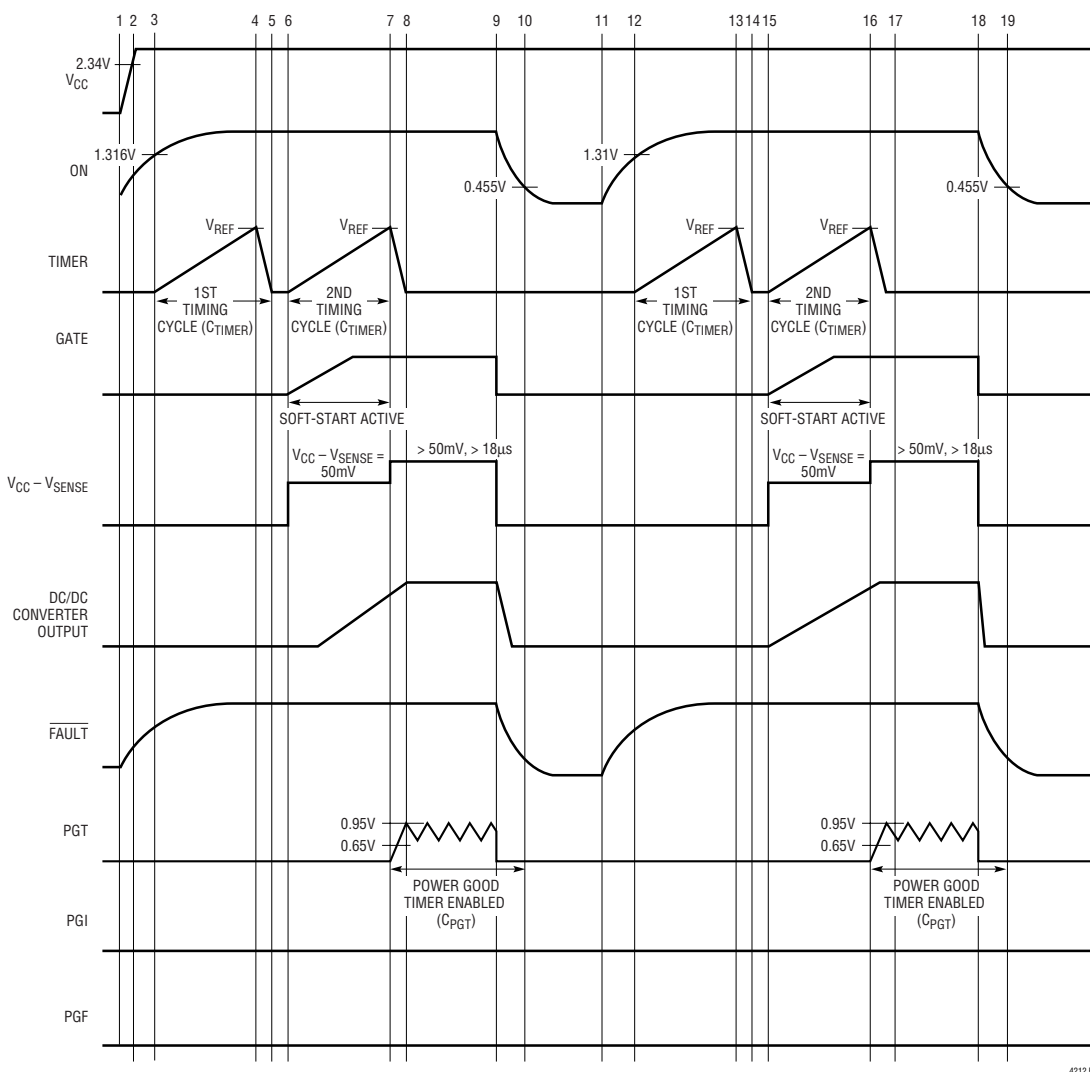 1 2 3 4 5 6 7 8 9 10 11 12 13 14 15 16 17 18 19
2.34V
VCC
1.316V
ON
0.455V
1.31V
0.455V
VREF
VREF
VREF
VREF
TIMER
1ST
TIMING
CYCLE (CTIMER)
2ND
TIMING
CYCLE (CTIMER)
1ST
TIMING
CYCLE (CTIMER)
2ND
TIMING
CYCLE (CTIMER)
GATE
SOFT-START ACTIVE
SOFT-START ACTIVE
VCC – VSENSE =
50mV
> 50mV, > 18µs
VCC – VSENSE =
50mV
> 50mV, > 18µs
VCC – VSENSE
DC/DC
CONVERTER
OUTPUT
FAULT
PGT
0.95V
0.65V
0.95V
0.65V
POWER GOOD
TIMER ENABLED
(CPGT)
POWER GOOD
TIMER ENABLED
(CPGT)
PGI
PGF